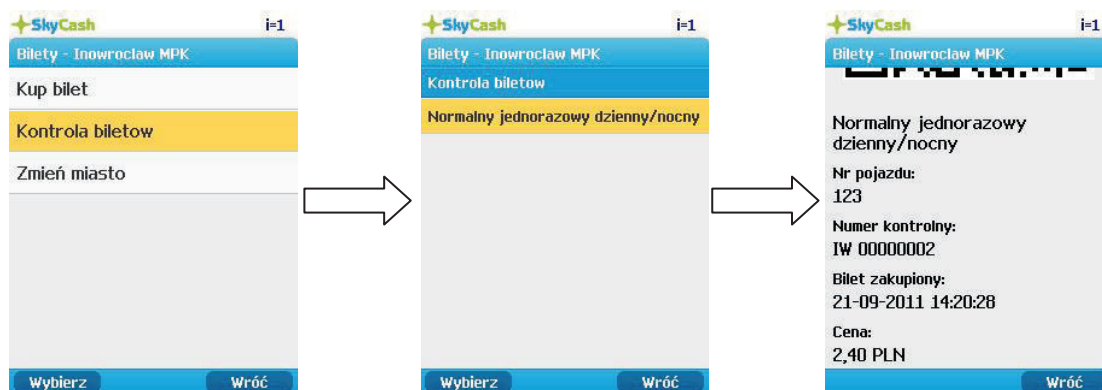 SkyCash i=1
Bilety - Inowroclaw MPK
Kup bilet
Kontrola biletow
Zmień miasto
Wybierz Wróć
SkyCash i=1
Bilety - Inowroclaw MPK
Kontrola biletow
Normalny jednorazowy dzienny/nocny
Wybierz Wróć
SkyCash i=1
Bilety - Inowroclaw MPK
Normalny jednorazowy
dzienny/nocny
Nr pojazdu:
123
Numer kontrolny:
IW 00000002
Bilet zakupiony:
21-09-2011 14:20:28
Cena:
2,40 PLN
Wróć